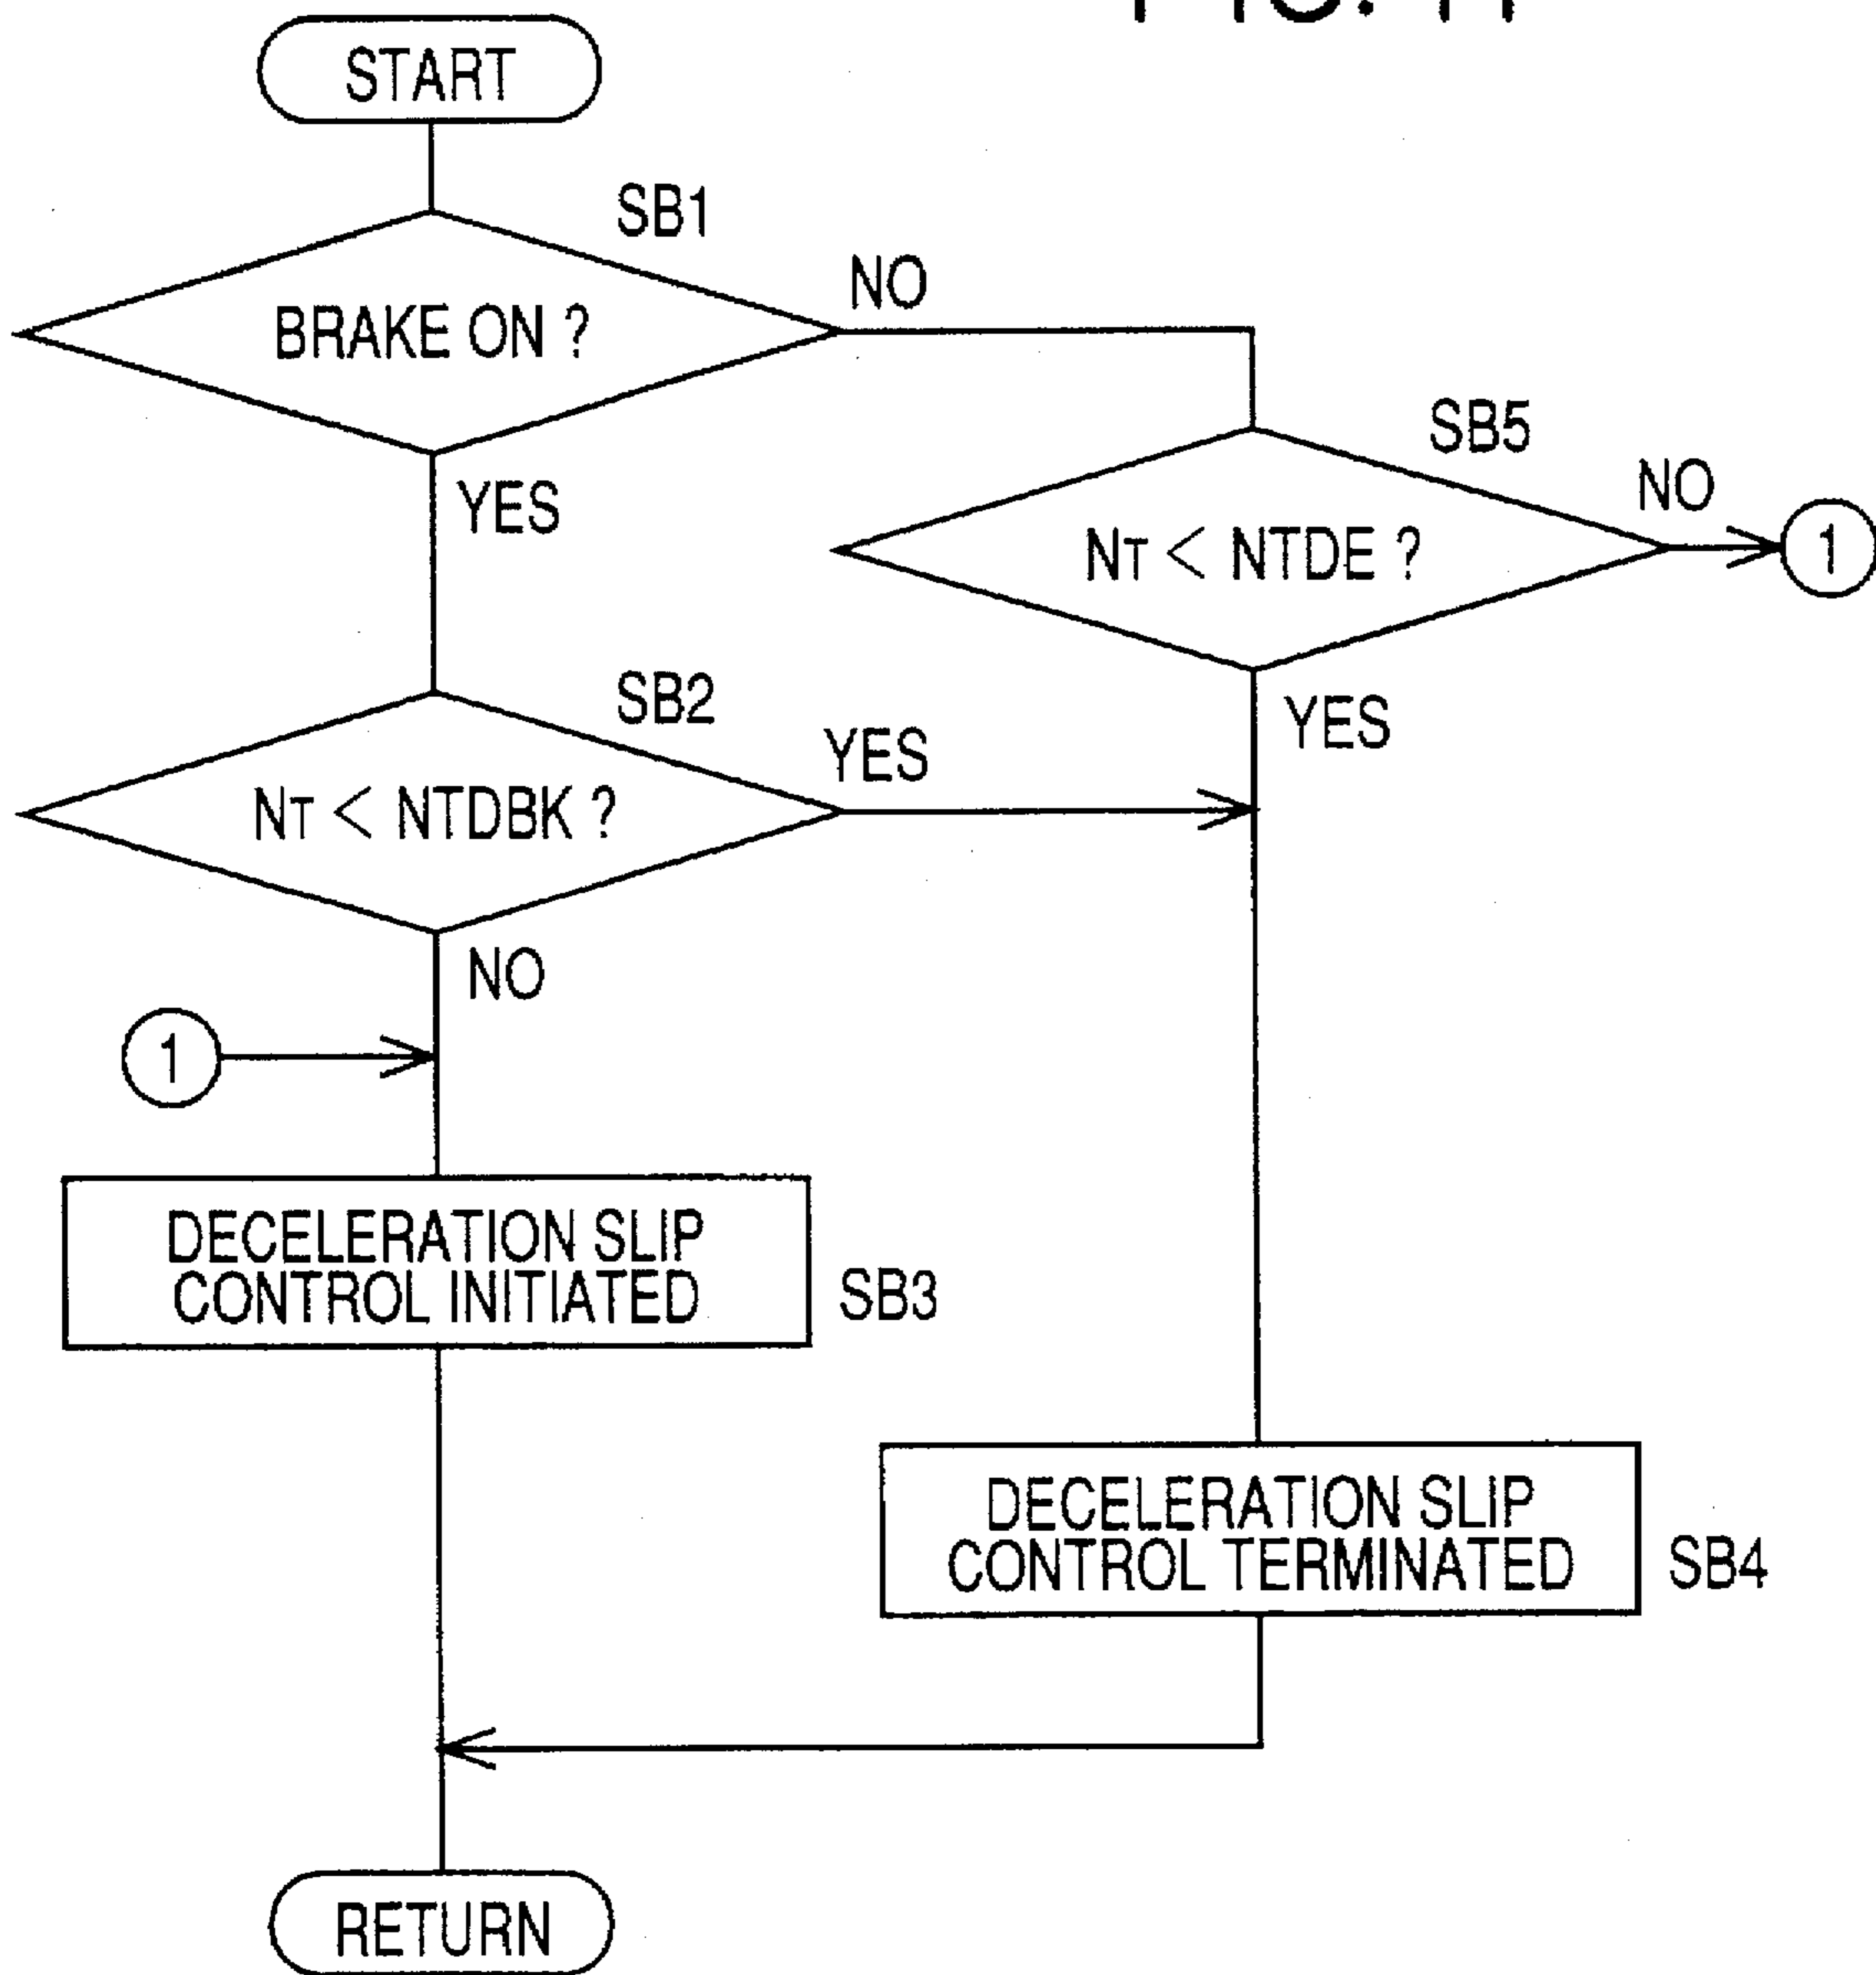 START
SB1
BRAKE ON ?
NO
SB5
NO
YES
NT < NTDE ?
1
SB2
YES
YES
NT < NTDBK ?
NO
1
DECELERATION SLIP
CONTROL INITIATED
SB3
DECELERATION SLIP
CONTROL TERMINATED
SB4
RETURN